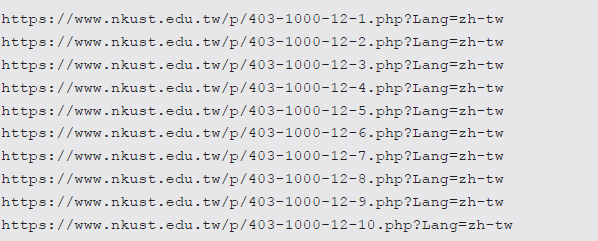 https://www.nkust.edu.tw/p/403-1000-12-1.php?Lang=zh-tw
https://www.nkust.edu.tw/p/403-1000-12-2.php?Lang=zh-tw
https://www.nkust.edu.tw/p/403-1000-12-3.php?Lang=zh-tw
https://www.nkust.edu.tw/p/403-1000-12-4.php?Lang=zh-tw
https://www.nkust.edu.tw/p/403-1000-12-5.php?Lang=zh-tw
https://www.nkust.edu.tw/p/403-1000-12-6.php?Lang=zh-tw
https://www.nkust.edu.tw/p/403-1000-12-7.php?Lang=zh-tw
https://www.nkust.edu.tw/p/403-1000-12-8.php?Lang=zh-tw
https://www.nkust.edu.tw/p/403-1000-12-9.php?Lang=zh-tw
https://www.nkust.edu.tw/p/403-1000-12-10.php?Lang=zh-tw